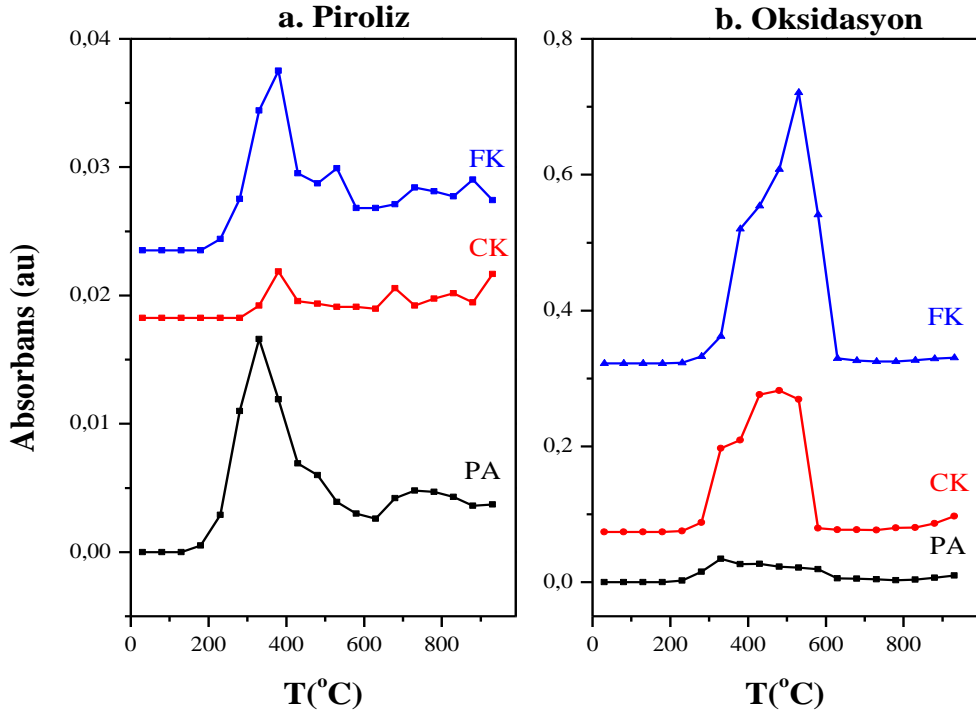 a. Piroliz
b. Oksidasyon
Absorbans (au)
0,04
0,03
0,02
0,01
0,00
FK
CK
PA
0 200 400 600 800
T(°C)
0,8
0,6
0,4
0,2
0,0
FK
CK
PA
0 200 400 600 800
T(°C)